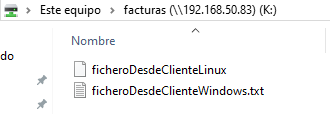 Este equipo > facturas (\\192.168.50.83) (K:)
do
Nombre
ficheroDesdeClienteLinux
ficheroDesdeClienteWindows.txt